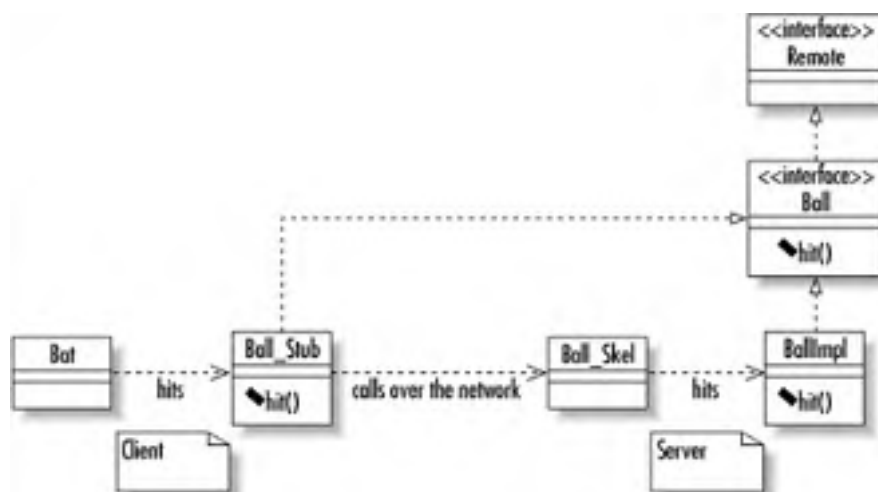 <<interface>>
Remote
<<interface>>
Ball
hit()
Bat
hits
Ball_Stub
hit()
calls over the network
Ball_Skel
hits
BallImpl
hit()
Client
Server